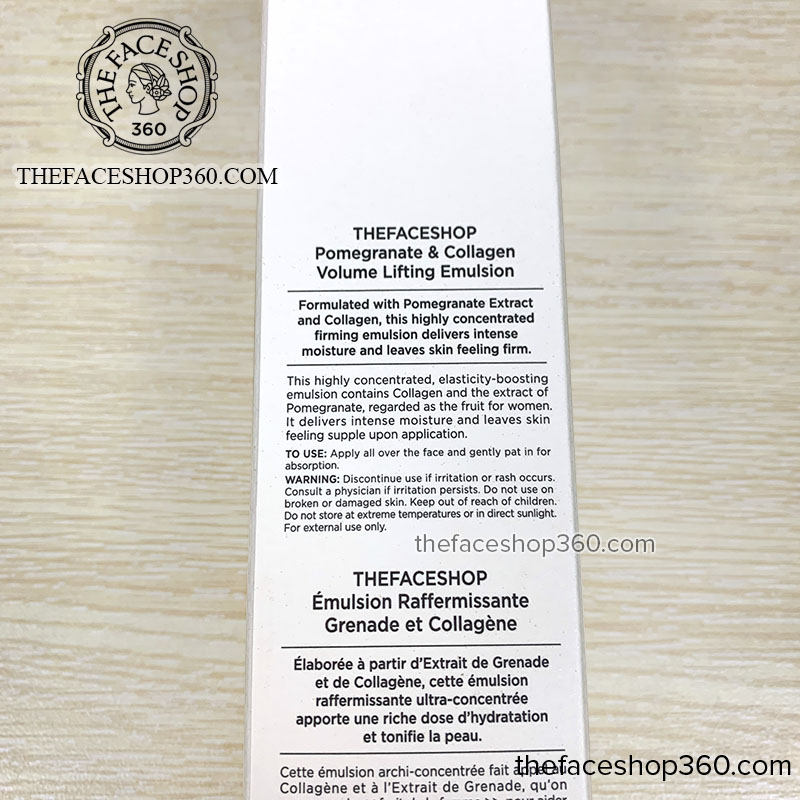 THE FACE SHOP
360
THEFACESHOP360.COM
THEFACESHOP
Pomegranate & Collagen
Volume Lifting Emulsion
Formulated with Pomegranate Extract
and Collagen, this highly concentrated
firming emulsion delivers intense
moisture and leaves skin feeling firm.
This highly concentrated, elasticity-boosting
emulsion contains Collagen and the extract of
Pomegranate, regarded as the fruit for women.
It delivers intense moisture and leaves skin
feeling supple upon application.
TO USE: Apply all over the face and gently pat in for
absorption.
WARNING: Discontinue use if irritation or rash occurs.
Consult a physician if irritation persists. Do not use on
broken or damaged skin. Keep out of reach of children.
Do not store at extreme temperatures or in direct sunlight.
For external use only.
thefaceshop360.com
THEFACESHOP
Émulsion Raffermissante
Grenade et Collagène
Élaborée à partir d'Extrait de Grenade
et de Collagène, cette émulsion
raffermissante ultra-concentrée
apporte une riche dose d'hydratation
et tonifie la peau.
thefaceshop360.com
Cette émulsion archi-concentrée fait appel au
Collagène et à l'Extrait de Grenade, qu'on